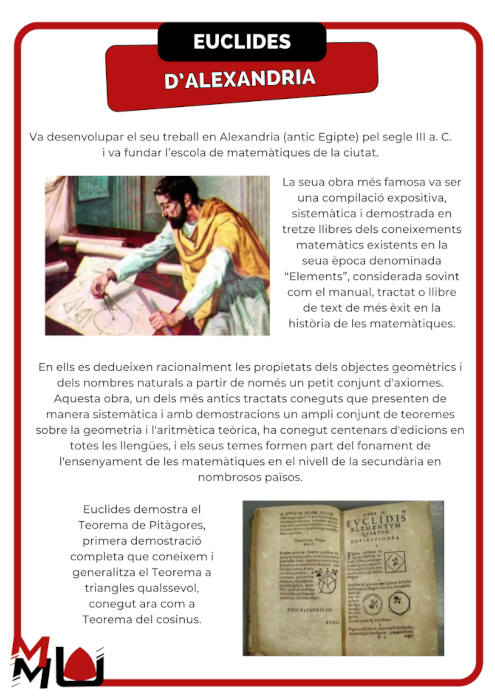 EUCLIDES
D'ALEXANDRIA
Va desenvolupar el seu treball en Alexandria (antic Egipte) pel segle III a. C.
i va fundar l'escola de matemàtiques de la ciutat.
La seua obra més famosa va ser
una compilació expositiva,
sistemàtica i demostrada en
tretze llibres dels coneixements
matemàtics existents en la
seua època denominada
“Elements”, considerada sovint
com el manual, tractat o llibre
de text de més èxit en la
història de les matemàtiques.
En ells es dedueixen racionalment les propietats dels objectes geomètrics i
dels nombres naturals a partir de només un petit conjunt d'axiomes.
Aquesta obra, un dels més antics tractats coneguts que presenten de
manera sistemàtica i amb demostracions un ampli conjunt de teoremes
sobre la geometria i l'aritmètica teòrica, ha conegut centenars d'edicions en
totes les llengües, i els seus temes formen part del fonament de
l'ensenyament de les matemàtiques en el nivell de la secundària en
nombrosos països.
Euclides demostra el
Teorema de Pitàgores,
primera demostració
completa que coneixem i
generalitza el Teorema a
triangles qualssevol,
conegut ara com a
Teorema del cosinus.
EUCLIDIS
ELEMENTUM
QUARTUM
DEFINITIONES
MMU